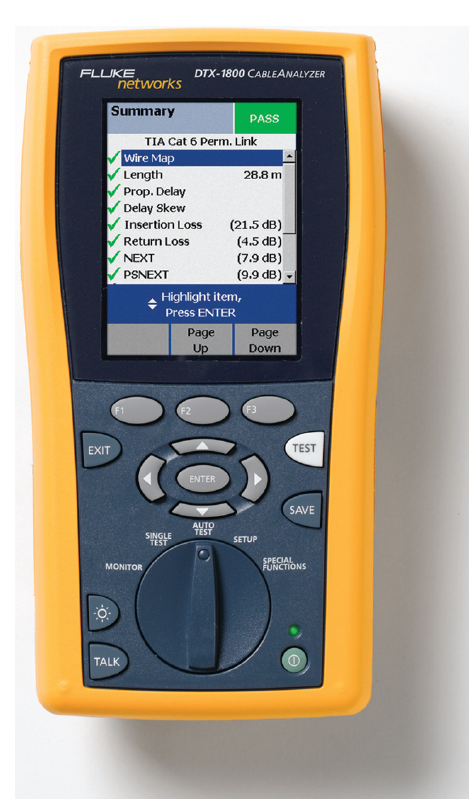 FLUKE
networks
DTX-1800 CABLEANALYZER
Summary
PASS
TIA Cat 6 Perm. Link
Wire Map
Length 28.8 m
Prop. Delay
Delay Skew
Insertion Loss (21.5 dB)
Return Loss (4.5 dB)
NEXT (7.9 dB)
PSNEXT (9.9 dB)
Highlight item,
Press ENTER
Page
Up
Page
Down
F1
F2
F3
EXIT
TEST
ENTER
SAVE
AUTO
TEST
SINGLE
TEST
SETUP
MONITOR
SPECIAL
FUNCTIONS
TALK